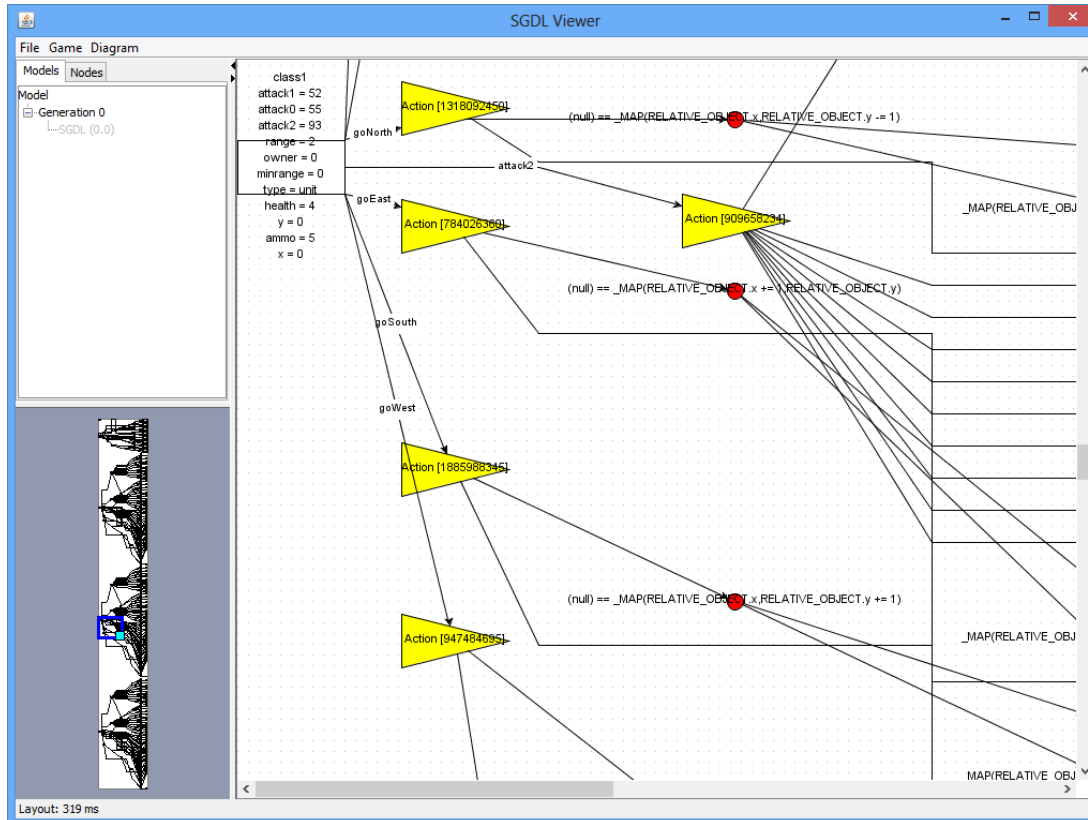 SGDL Viewer
File Game Diagram
Models Nodes
Model
Generation 0
SGDL (0.0)
class1
attack1 = 52
attack0 = 55
attack2 = 93
range = 2
owner = 0
minrange = 0
type = unit
health = 4
y = 0
ammo = 5
x = 0
goNorth
attack2
goEast
goSouth
goWest
Action [1318092450]
(null) == _MAP(RELATIVE_OBJECT.x,RELATIVE_OBJECT.y -= 1)
Action [784026360]
Action [909658234]
_MAP(RELATIVE_OBJ
(null) == _MAP(RELATIVE_OBJECT.x += 1,RELATIVE_OBJECT.y)
Action [1885988345]
(null) == _MAP(RELATIVE_OBJECT.x,RELATIVE_OBJECT.y += 1)
Action [947484695]
_MAP(RELATIVE_OBJ
MAP(RELATIVE_OBJ
Layout: 319 ms